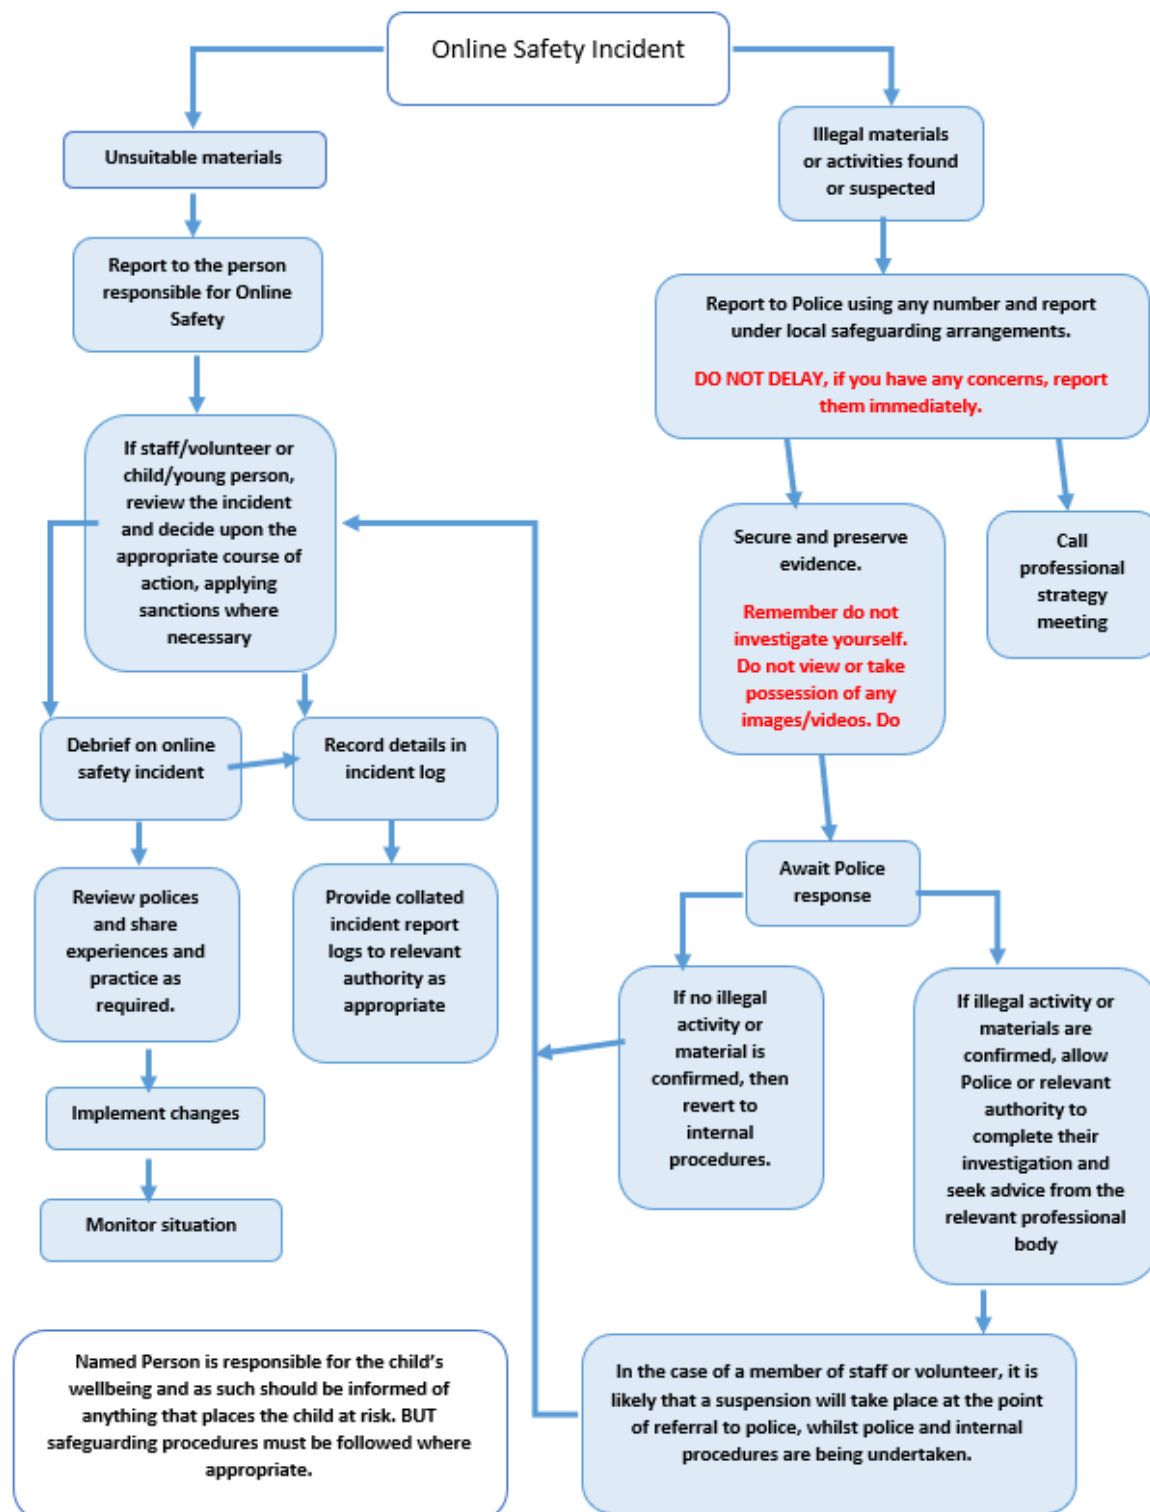 Online Safety Incident
Unsuitable materials
Illegal materials
or activities found
or suspected
Report to the person
responsible for Online
Safety
Report to Police using any number and report
under local safeguarding arrangements.
DO NOT DELAY, if you have any concerns, report
them immediately.
If staff/volunteer or
child/young person,
review the incident
and decide upon the
appropriate course of
action, applying
sanctions where
necessary
Secure and preserve
evidence.
Remember do not
investigate yourself.
Do not view or take
possession of any
images/videos. Do
Call
professional
strategy
meeting
Debrief on online
safety incident
Record details in
incident log
Review polices
and share
experiences and
practice as
required.
Provide collated
incident report
logs to relevant
authority as
appropriate
Await Police
response
If no illegal
activity or
material is
confirmed, then
revert to
internal
procedures.
If illegal activity or
materials are
confirmed, allow
Police or relevant
authority to
complete their
investigation and
seek advice from the
relevant professional
body
Implement changes
Monitor situation
Named Person is responsible for the child's
wellbeing and as such should be informed of
anything that places the child at risk. BUT
safeguarding procedures must be followed where
appropriate.
In the case of a member of staff or volunteer, it is
likely that a suspension will take place at the point
of referral to police, whilst police and internal
procedures are being undertaken.